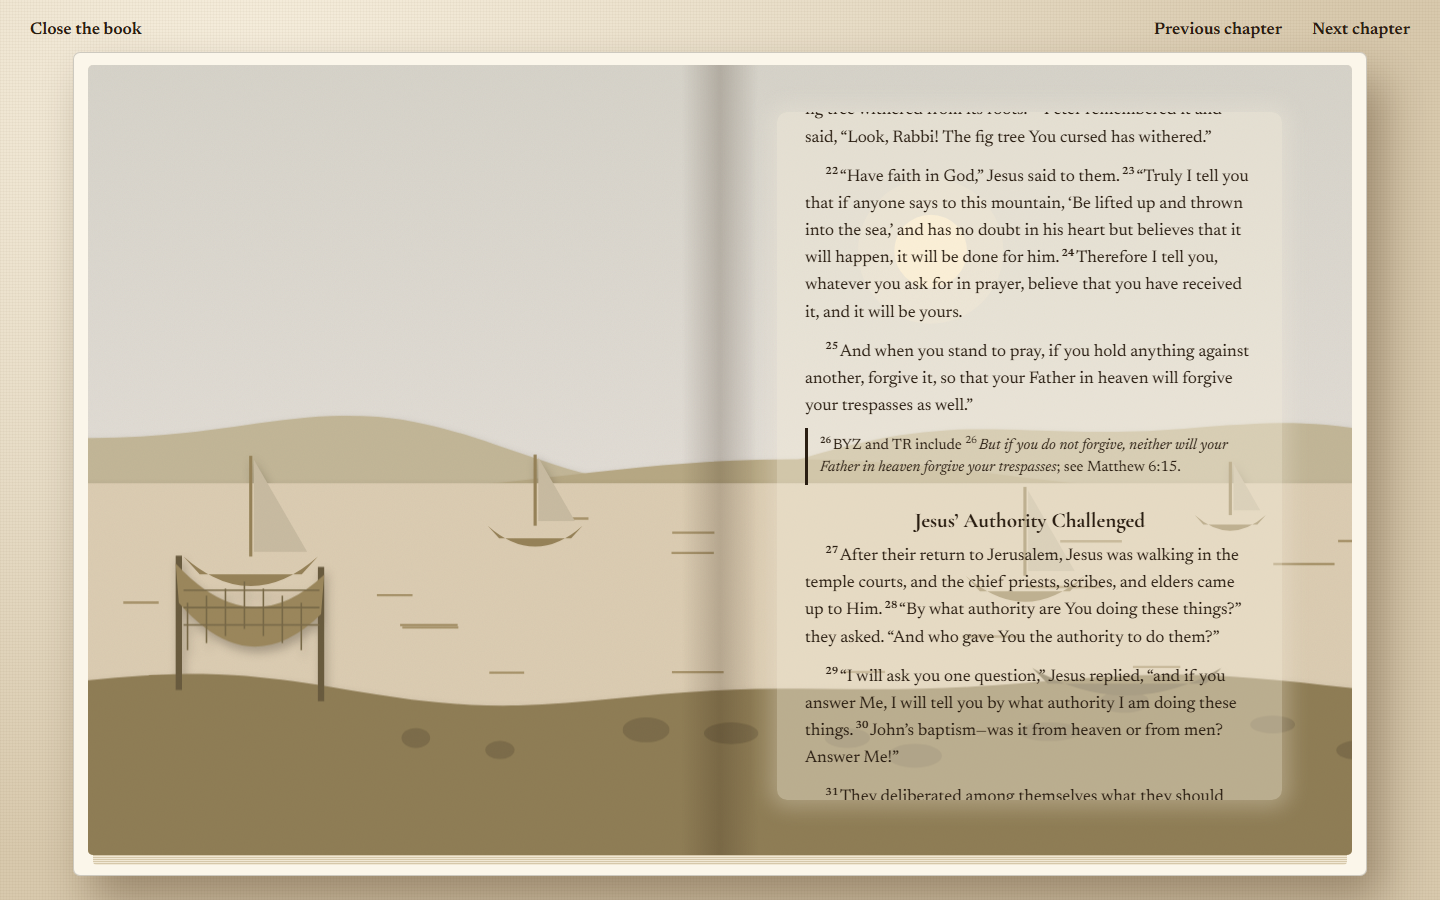 Close the book
Previous chapter
Next chapter
said, “Look, Rabbi! The fig tree You cursed has withered.”
22 “Have faith in God,” Jesus said to them. 23 “Truly I tell you
that if anyone says to this mountain, ‘Be lifted up and thrown
into the sea,’ and has no doubt in his heart but believes that it
will happen, it will be done for him. 24 Therefore I tell you,
whatever you ask for in prayer, believe that you have received
it, and it will be yours.
25 And when you stand to pray, if you hold anything against
another, forgive it, so that your Father in heaven will forgive
your trespasses as well.”
26 BYZ and TR include 26 But if you do not forgive, neither will your
Father in heaven forgive your trespasses; see Matthew 6:15.
Jesus’ Authority Challenged
27 After their return to Jerusalem, Jesus was walking in the
temple courts, and the chief priests, scribes, and elders came
up to Him. 28 “By what authority are You doing these things?”
they asked. “And who gave You the authority to do them?”
29 “I will ask you one question,” Jesus replied, “and if you
answer Me, I will tell you by what authority I am doing these
things. 30 John’s baptism—was it from heaven or from men?
Answer Me!”
31 They deliberated among themselves what they should